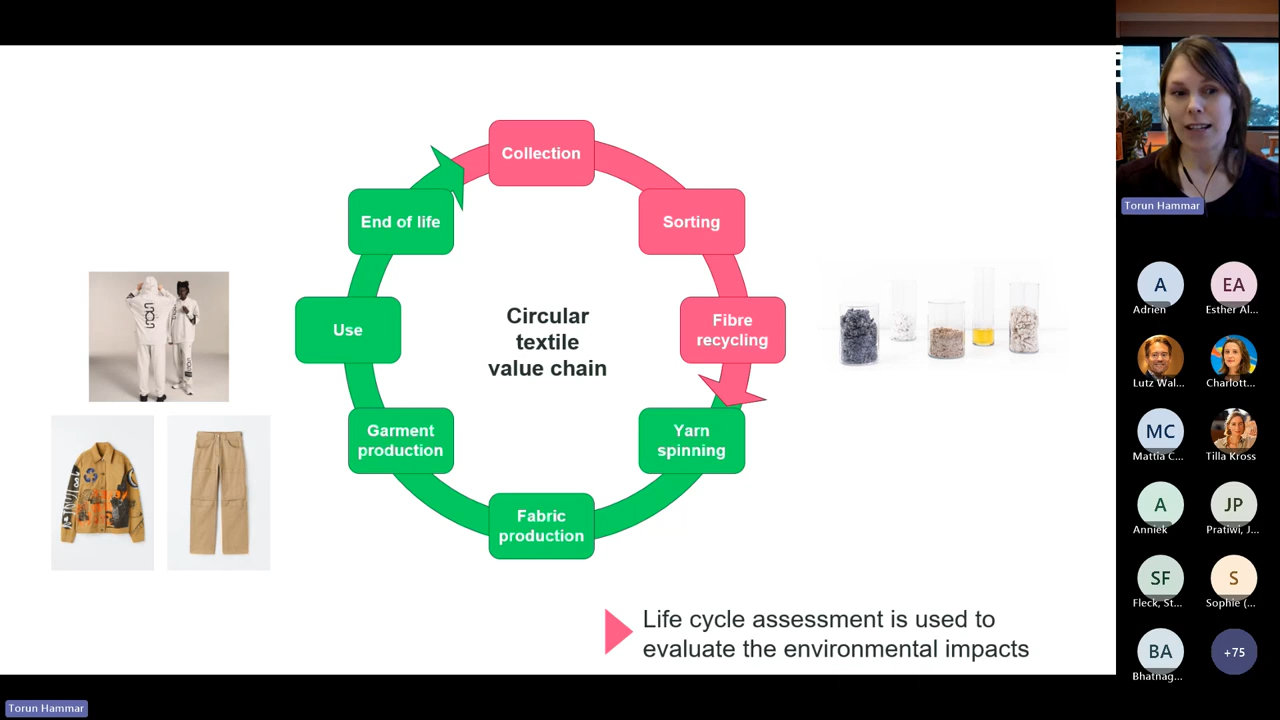 Collection
Sorting
Fibre
recycling
Yarn
spinning
Fabric
production
Garment
production
Use
End of life
Circular
textile
value chain
Life cycle assessment is used to
evaluate the environmental impacts
Torun Hammar
A
Adrien
EA
Esther Al...
Lutz Wal...
Charlott...
MC
Mattia C...
Tilla Kross
A
Anniek
JP
Pratiwi, J...
SF
Fleck, St...
S
Sophie (...
BA
Bhatnag...
+75
Torun Hammar